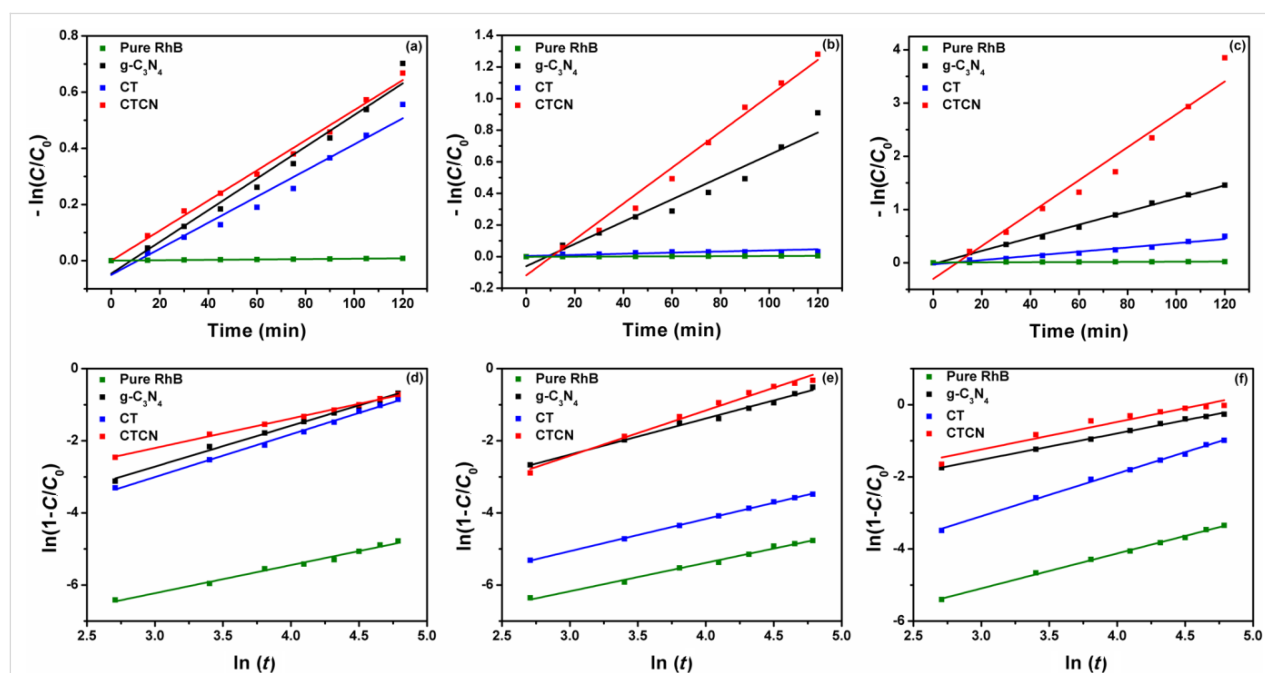 Pure RhB
g-C₃N₄
CT
CTCN
(a)
- ln(C/C₀)
0.8
0.6
0.4
0.2
0.0
0 20 40 60 80 100 120
Time (min)
Pure RhB
g-C₃N₄
CT
CTCN
(b)
- ln(C/C₀)
-1.4
-1.2
-1.0
-0.8
0.6
0.4
0.2
0.0
-0.2
0 20 40 60 80 100 120
Time (min)
Pure RhB
g-C₃N₄
CT
CTCN
(c)
- ln(C/C₀)
4
3
2
1
0
0 20 40 60 80 100 120
Time (min)
Pure RhB
g-C₃N₄
CT
CTCN
(d)
ln(1-C/C₀)
0
-2
-4
-6
2.5 3.0 3.5 4.0 4.5 5.0
ln (t)
Pure RhB
g-C₃N₄
CT
CTCN
(e)
ln(1-C/C₀)
0
-2
-4
-6
2.5 3.0 3.5 4.0 4.5 5.0
ln (t)
Pure RhB
g-C₃N₄
CT
CTCN
(f)
ln(1-C/C₀)
0
-2
-4
-6
2.5 3.0 3.5 4.0 4.5 5.0
ln (t)